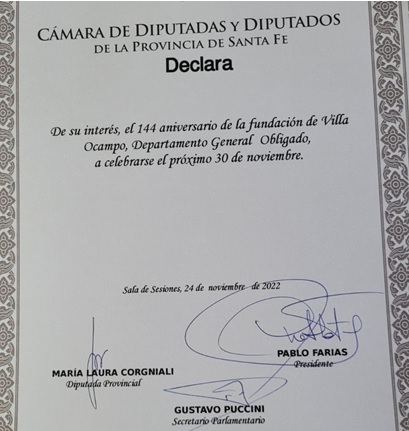 CÁMARA DE DIPUTADAS Y DIPUTADOS
DE LA PROVINCIA DE SANTA FE
Declara
De su interés, el 144 aniversario de la fundación de Villa
Ocampo, Departamento General Obligado,
a celebrarse el próximo 30 de noviembre.
Sala de Sesiones, 24 de noviembre de 2022
PABLO FARIAS
Presidente
MARÍA LAURA CORGNIALI
Diputada Provincial
GUSTAVO PUCCINI
Secretario Parlamentario